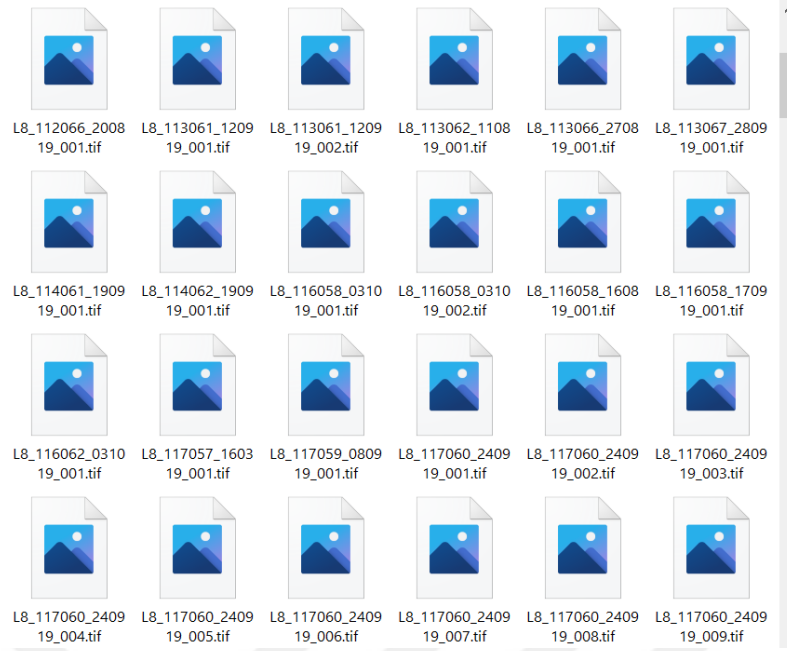 L8_112066_2008 L8_113061_1209 L8_113061_1209 L8_113062_1108 L8_113066_2708 L8_113067_2809
19_001.tif 19_001.tif 19_002.tif 19_001.tif 19_001.tif 19_001.tif
L8_114061_1909 L8_114062_1909 L8_116058_0310 L8_116058_0310 L8_116058_1608 L8_116058_1709
19_001.tif 19_001.tif 19_001.tif 19_002.tif 19_001.tif 19_001.tif
L8_116062_0310 L8_117057_1603 L8_117059_0809 L8_117060_2409 L8_117060_2409 L8_117060_2409
19_001.tif 19_001.tif 19_001.tif 19_001.tif 19_002.tif 19_003.tif
L8_117060_2409 L8_117060_2409 L8_117060_2409 L8_117060_2409 L8_117060_2409 L8_117060_2409
19_004.tif 19_005.tif 19_006.tif 19_007.tif 19_008.tif 19_009.tif